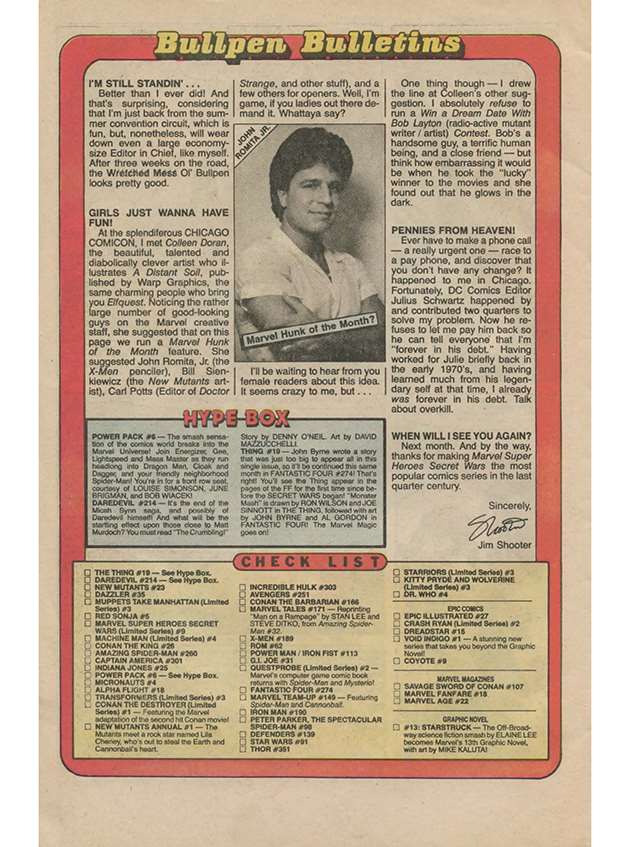 Bullpen Bulletins
I'M STILL STANDIN' . . .
Better than I ever did! And
that's surprising, considering
that I'm just back from the sum-
mer convention circuit, which is
fun, but, nonetheless, will wear
down even a large economy-
size Editor in Chief, like myself.
After three weeks on the road,
the Wretched Mess Ol' Bullpen
looks pretty good.
GIRLS JUST WANNA HAVE
FUN!
At the splendiferous CHICAGO
COMICON, I met Colleen Doran,
the beautiful, talented and
diabolically clever artist who il-
lustrates A Distant Soil, pub-
lished by Warp Graphics, the
same charming people who bring
you Elfquest. Noticing the rather
large number of good-looking
guys on the Marvel creative
staff, she suggested that on this
page we run a Marvel Hunk
of the Month feature. She
suggested John Romita, Jr. (the
X-Men penciler), Bill Sien-
kiewicz (the New Mutants art-
ist), Carl Potts (Editor of Doctor
Strange, and other stuff), and a
few others for openers. Well, I'm
game, if you ladies out there de-
mand it. Whattaya say?
JOHN
ROMITA JR.
Marvel Hunk of the Month?
I'll be waiting to hear from you
female readers about this idea.
It seems crazy to me, but . . .
One thing though — I drew
the line at Colleen's other sug-
gestion. I absolutely refuse to
run a Win a Dream Date With
Bob Layton (radio-active mutant
writer / artist) Contest. Bob's a
handsome guy, a terrific human
being, and a close friend — but
think how embarrassing it would
be when he took the "lucky"
winner to the movies and she
found out that he glows in the
dark.
PENNIES FROM HEAVEN!
Ever have to make a phone call
— a really urgent one — race to
a pay phone, and discover that
you don't have any change? It
happened to me in Chicago.
Fortunately, DC Comics Editor
Julius Schwartz happened by
and contributed two quarters to
solve my problem. Now he re-
fuses to let me pay him back so
he can tell everyone that I'm
"forever in his debt." Having
worked for Julie briefly back in
the early 1970's, and having
learned much from his legen-
dary self at that time, I already
was forever in his debt. Talk
about overkill.
WHEN WILL I SEE YOU AGAIN?
Next month. And by the way,
thanks for making Marvel Super
Heroes Secret Wars the most
popular comics series in the last
quarter century.
Sincerely,
Shooter
Jim Shooter
HYPE BOX
POWER PACK #6 — The smash sensa-
tion of the comics world breaks into the
Marvel Universe! Join Energizer, Gee,
Lightspeed and Mass Master as they run
headlong into Dragon Man, Cloak and
Dagger, and your friendly neighborhood
Spider-Man! You're in for a front row seat,
courtesy of LOUISE SIMONSON, JUNE
BRIGMAN, and BOB WIACEK!
DAREDEVIL #214 — It's the end of the
Micah Synn saga, and possibly of
Daredevil himself! And what will be the
startling effect upon those close to Matt
Murdoch? You must read "The Crumbling!"
Story by DENNY O'NEIL. Art by DAVID
MAZZUCCHELLI.
THING #19 — John Byrne wrote a story
that was just too big to appear all in this
single issue, so it'll be continued this same
month in FANTASTIC FOUR #274! That's
right! You'll see the Thing appear in the
pages of the FF for the first time since be-
fore the SECRET WARS began! "Monster
Mash" is drawn by RON WILSON and JOE
SINNOTT in THE THING, followed with art
by JOHN BYRNE and AL GORDON in
FANTASTIC FOUR! The Marvel Magic
goes on!
CHECK LIST
THE THING #19 — See Hype Box.
DAREDEVIL #214 — See Hype Box.
NEW MUTANTS #23
DAZZLER #35
MUPPETS TAKE MANHATTAN (Limited
Series) #3
RED SONJA #5
MARVEL SUPER HEROES SECRET
WARS (Limited Series) #9
MACHINE MAN (Limited Series) #4
CONAN THE KING #26
AMAZING SPIDER-MAN #260
CAPTAIN AMERICA #301
INDIANA JONES #25
POWER PACK #6 — See Hype Box.
MICRONAUTS #4
ALPHA FLIGHT #18
TRANSFORMERS (Limited Series) #3
CONAN THE DESTROYER (Limited
Series) #1 — Featuring the Marvel
adaptation of the second hit Conan movie!
NEW MUTANTS ANNUAL #1 — The
Mutants meet a rock star named Lila
Cheney, who's out to steal the Earth and
Cannonball's heart.
INCREDIBLE HULK #303
AVENGERS #251
CONAN THE BARBARIAN #166
MARVEL TALES #171 — Reprinting
"Man on a Rampage" by STAN LEE and
STEVE DITKO, from Amazing Spider-
Man #32.
X-MEN #189
ROM #62
POWER MAN / IRON FIST #113
G.I. JOE #31
QUESTPROBE (Limited Series) #2 —
Marvel's computer game comic book
returns with Spider-Man and Mysterio!
FANTASTIC FOUR #274
MARVEL TEAM-UP #149 — Featuring
Spider-Man and Cannonball.
IRON MAN #190
PETER PARKER, THE SPECTACULAR
SPIDER-MAN #98
DEFENDERS #139
STAR WARS #91
THOR #351
STARRIORS (Limited Series) #3
KITTY PRYDE AND WOLVERINE
(Limited Series) #3
DR. WHO #4
EPIC COMICS
EPIC ILLUSTRATED #27
CRASH RYAN (Limited Series) #2
DREADSTAR #15
VOID INDIGO #1 — A stunning new
series that takes you beyond the Graphic
Novel!
COYOTE #9
MARVEL MAGAZINES
SAVAGE SWORD OF CONAN #107
MARVEL FANFARE #18
MARVEL AGE #22
GRAPHIC NOVEL
#13: STARSTRUCK — The Off-Broad-
way science fiction smash by ELAINE LEE
becomes Marvel's 13th Graphic Novel,
with art by MIKE KALUTA!